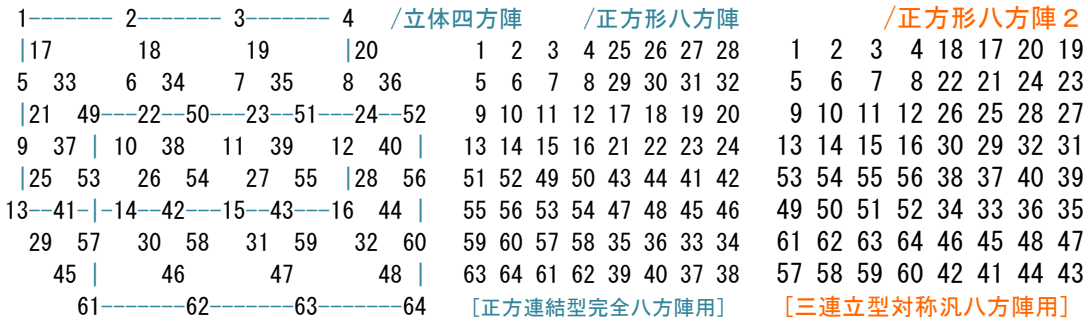 1------- 2------- 3------- 4 /立体四方陣 /正方形八方陣 /正方形八方陣２
|17 18 19 |20 1 2 3 4 25 26 27 28 1 2 3 4 18 17 20 19
5 33 6 34 7 35 8 36 5 6 7 8 29 30 31 32 5 6 7 8 22 21 24 23
|21 49---22--50---23--51---24--52 9 10 11 12 17 18 19 20 9 10 11 12 26 25 28 27
9 37 | 10 38 11 39 12 40 | 13 14 15 16 21 22 23 24 13 14 15 16 30 29 32 31
|25 53 26 54 27 55 |28 56 51 52 49 50 43 44 41 42 53 54 55 56 38 37 40 39
13--41-|-14--42---15--43---16 44 | 55 56 53 54 47 48 45 46 49 50 51 52 34 33 36 35
29 57 30 58 31 59 32 60 59 60 57 58 35 36 33 34 61 62 63 64 46 45 48 47
45 | 46 47 48 | 63 64 61 62 39 40 37 38 57 58 59 60 42 41 44 43
61-------62-------63-------64 [正方連結型完全八方陣用] [三連立型対称汎八方陣用]